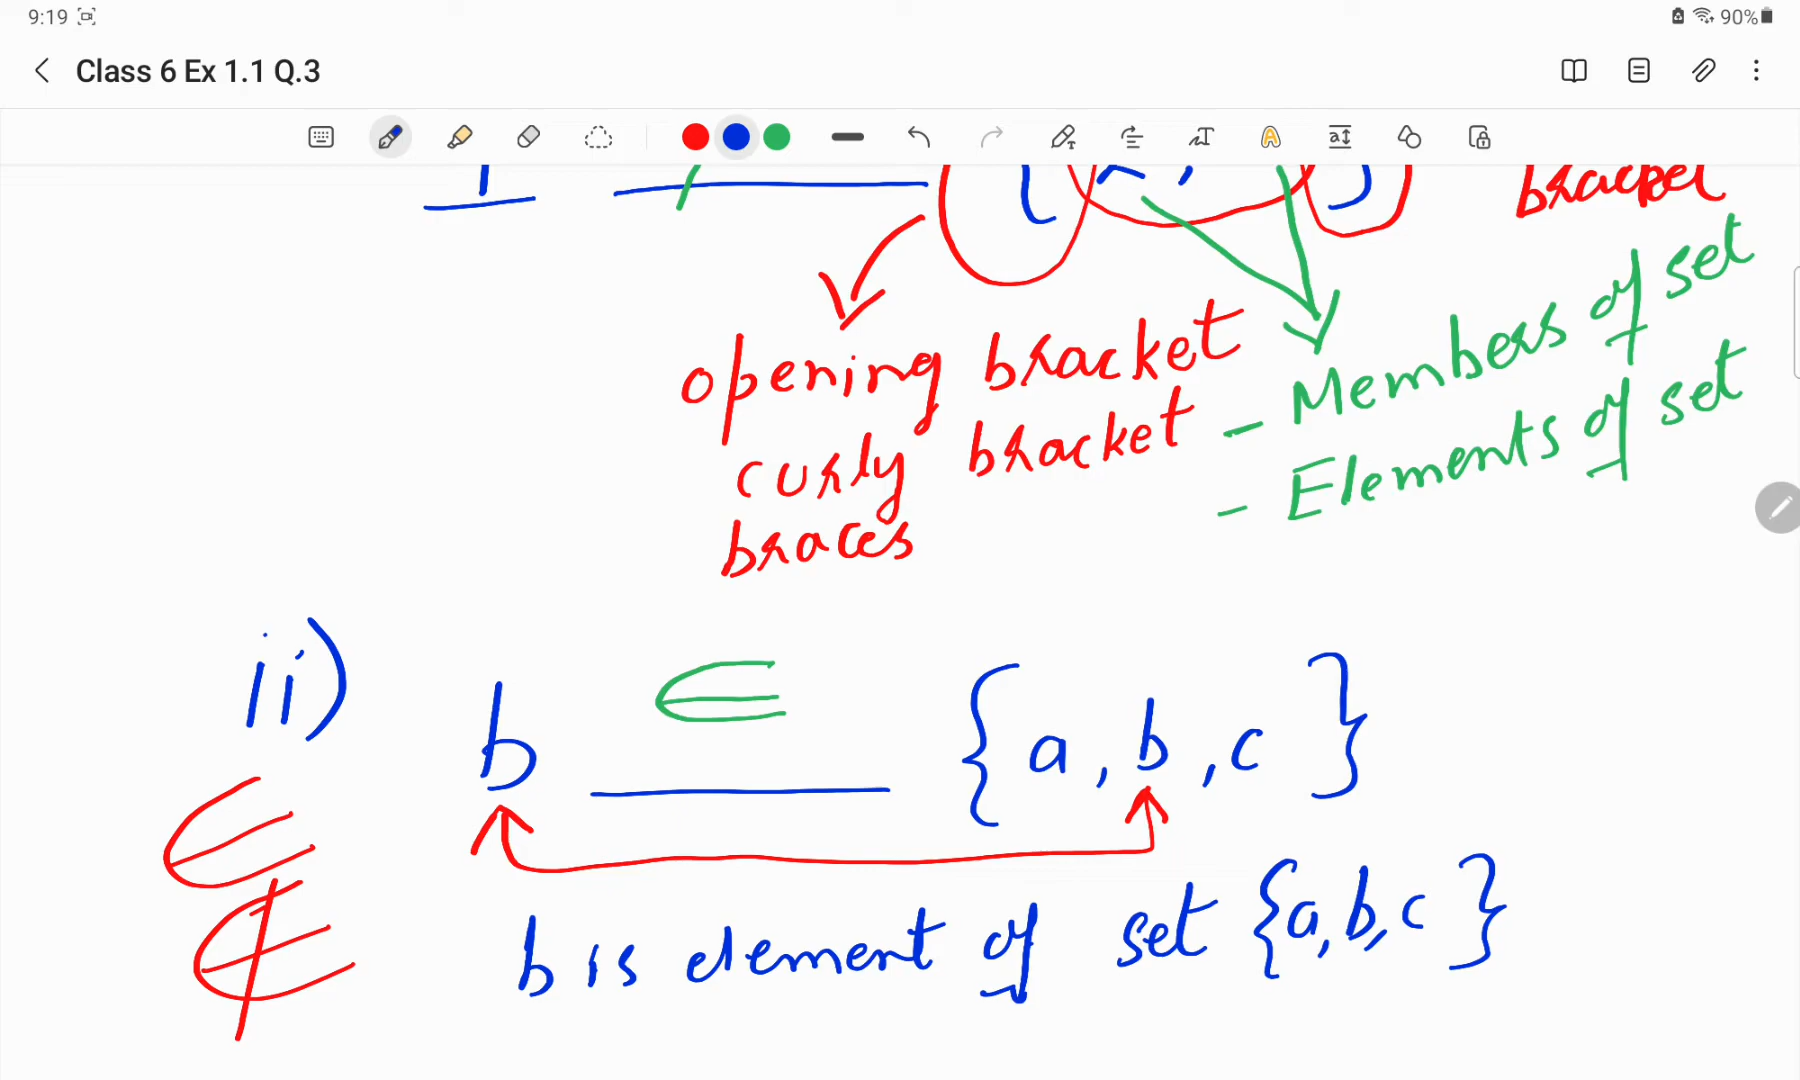 9:19 90%
Class 6 Ex 1.1 Q.3
bracket
opening bracket
curly bracket
braces
- Members of set
- Elements of set
ii) b ∈ {a, b, c}
∈
∉
b is element of set {a, b, c}